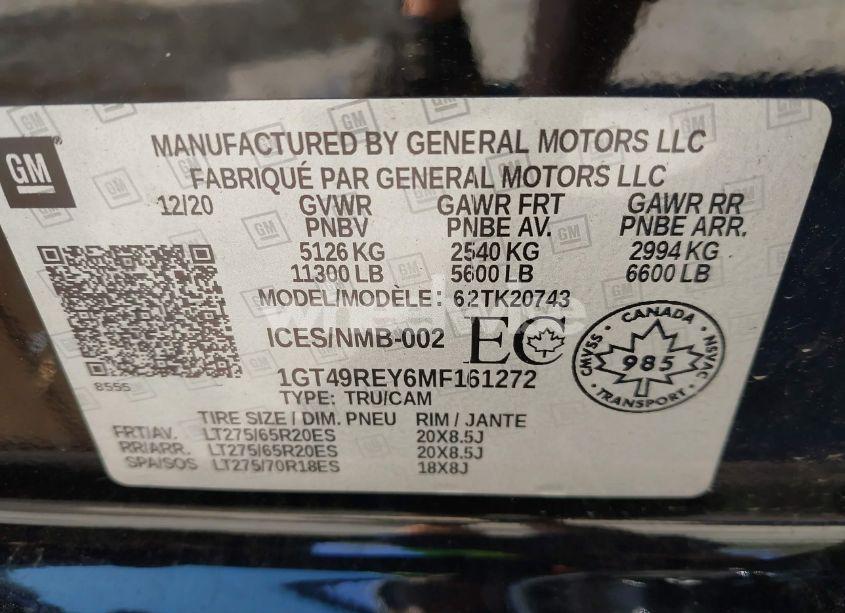 GM
MANUFACTURED BY GENERAL MOTORS LLC
FABRIQUÉ PAR GENERAL MOTORS LLC
12/20 GVWR GAWR FRT GAWR RR
PNBV PNBE AV. PNBE ARR.
5126 KG 2540 KG 2994 KG
11300 LB 5600 LB 6600 LB
MODEL/MODÈLE: 62TK20743
ICES/NMB-002 EC
CANADA
CMVSS 985 NSVAC
TRANSPORT
8555
1GT49REY6MF161272
TYPE: TRU/CAM
TIRE SIZE / DIM. PNEU RIM / JANTE
FRT/AV. LT275/65R20ES 20X8.5J
RR/ARR. LT275/65R20ES 20X8.5J
SPA/SOS LT275/70R18ES 18X8J